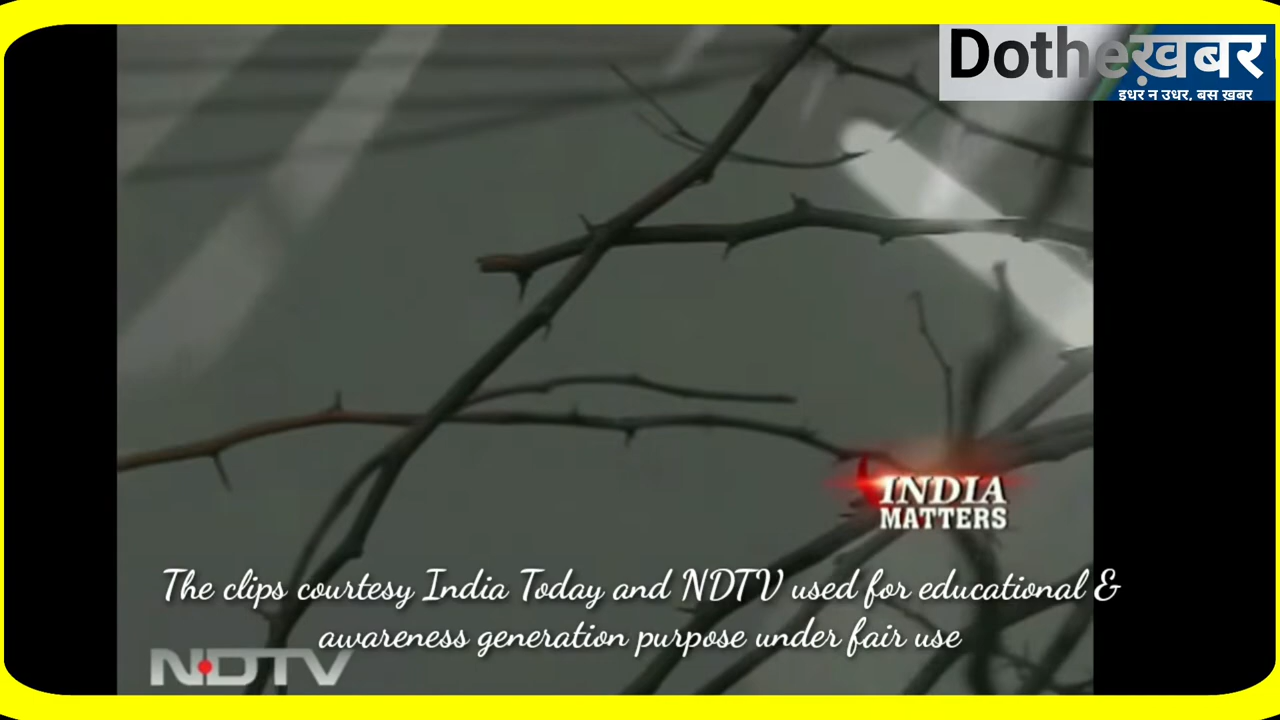 Dotheख़बर
इधर न उधर, बस ख़बर
INDIA
MATTERS
The clips courtesy India Today and NDTV used for educational &
awareness generation purpose under fair use
NDTV